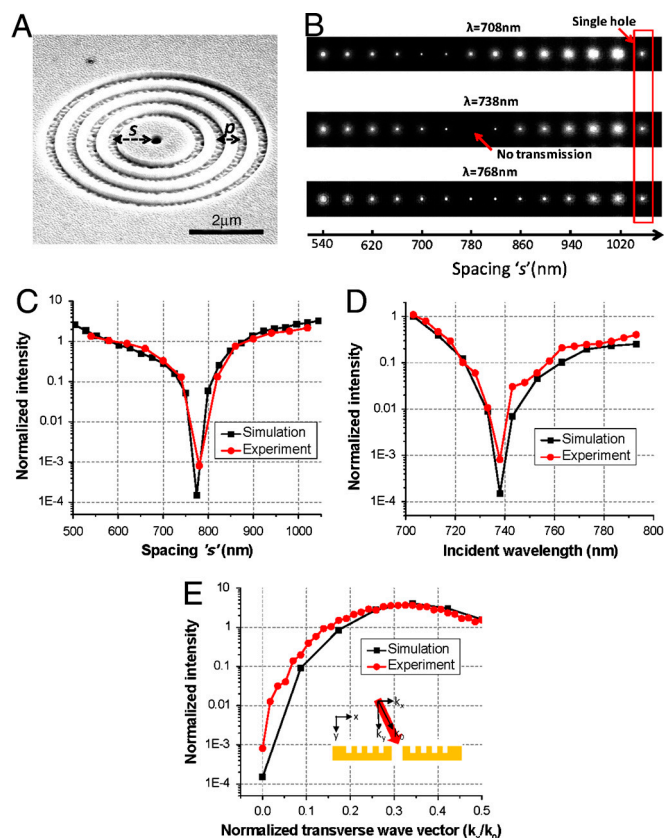 A
s
p
2μm
B
λ=708nm
Single hole
λ=738nm
No transmission
λ=768nm
540 620 700 780 860 940 1020
Spacing 's'(nm)
C
Normalized intensity
10
1
0.1
0.01
1E-3
1E-4
Simulation
Experiment
500 600 700 800 900 1000
Spacing 's'(nm)
D
Normalized intensity
1
0.1
0.01
1E-3
1E-4
Simulation
Experiment
700 720 740 760 780 800
Incident wavelength (nm)
E
Normalized intensity
10
1
0.1
0.01
1E-3
1E-4
Simulation
Experiment
x
y
kx
ky
k0
0.0 0.1 0.2 0.3 0.4 0.5
Normalized transverse wave vector (kx/k0)